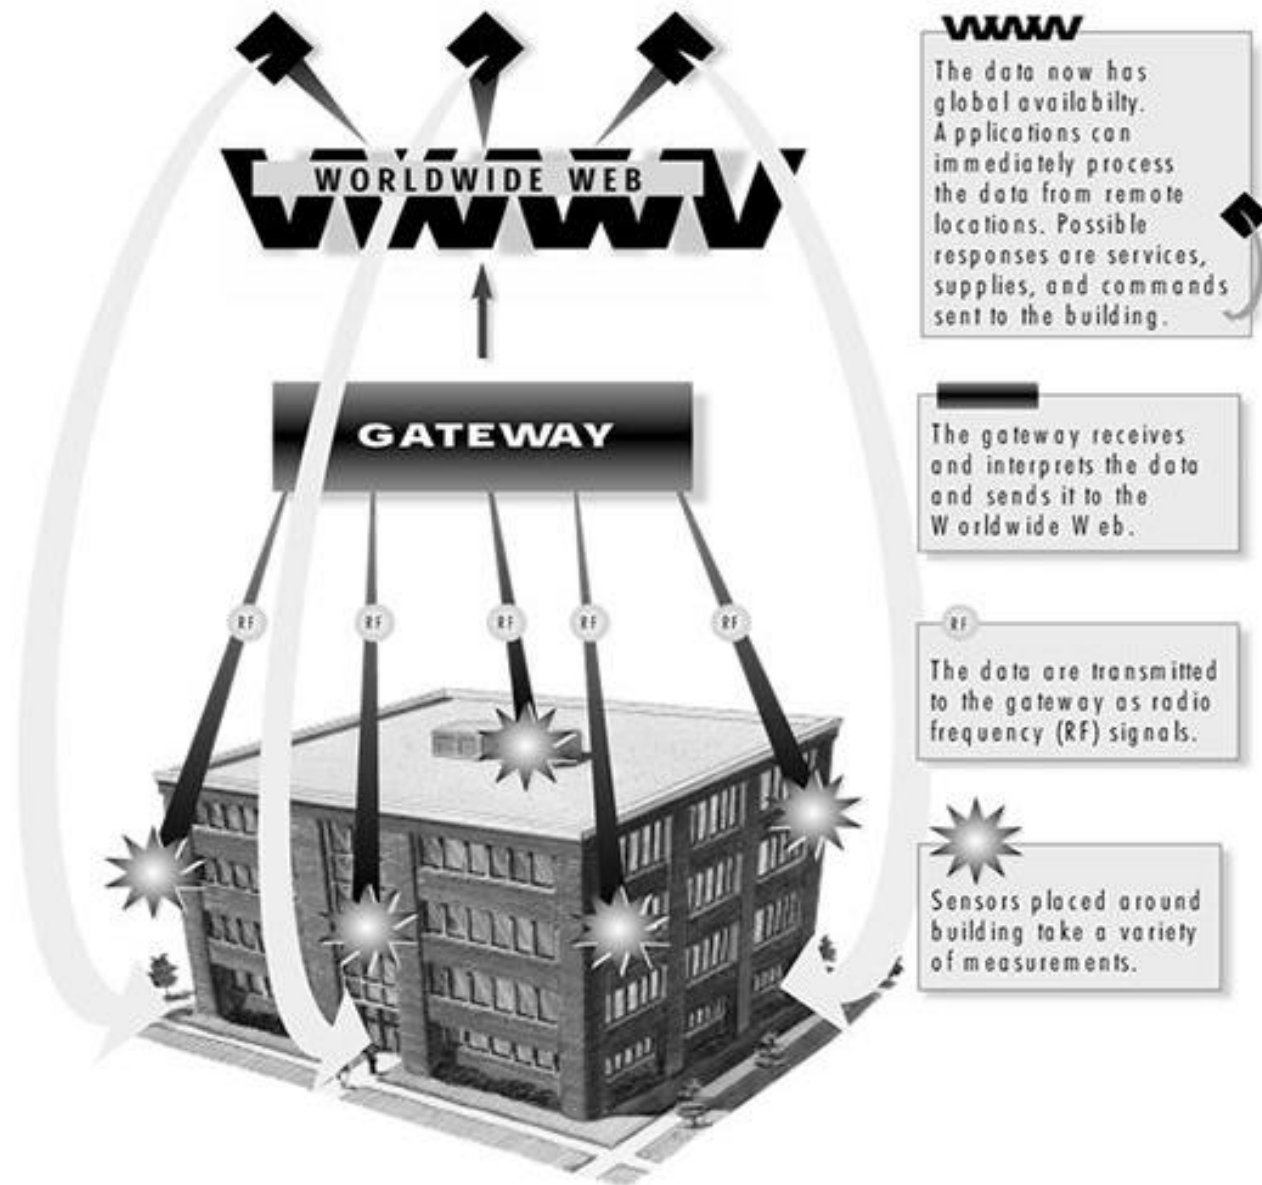 WORLDWIDE WEB
WWW
GATEWAY
RF
RF
RF
RF
RF
WWW
The data now has
global availabilty.
Applications can
immediately process
the data from remote
locations. Possible
responses are services,
supplies, and commands
sent to the building.
The gateway receives
and interprets the data
and sends it to the
Worldwide Web.
RF
The data are transmitted
to the gateway as radio
frequency (RF) signals.
Sensors placed around
building take a variety
of measurements.